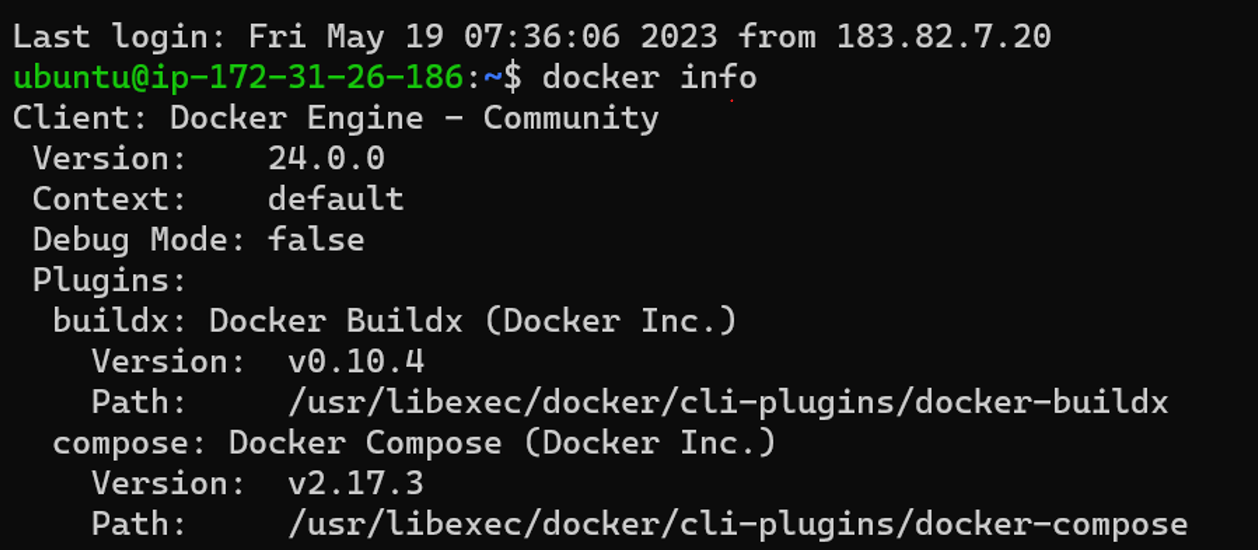 Last login: Fri May 19 07:36:06 2023 from 183.82.7.20
ubuntu@ip-172-31-26-186:~$ docker info
Client: Docker Engine - Community
 Version:    24.0.0
 Context:    default
 Debug Mode: false
 Plugins:
  buildx: Docker Buildx (Docker Inc.)
    Version:  v0.10.4
    Path:     /usr/libexec/docker/cli-plugins/docker-buildx
  compose: Docker Compose (Docker Inc.)
    Version:  v2.17.3
    Path:     /usr/libexec/docker/cli-plugins/docker-compose